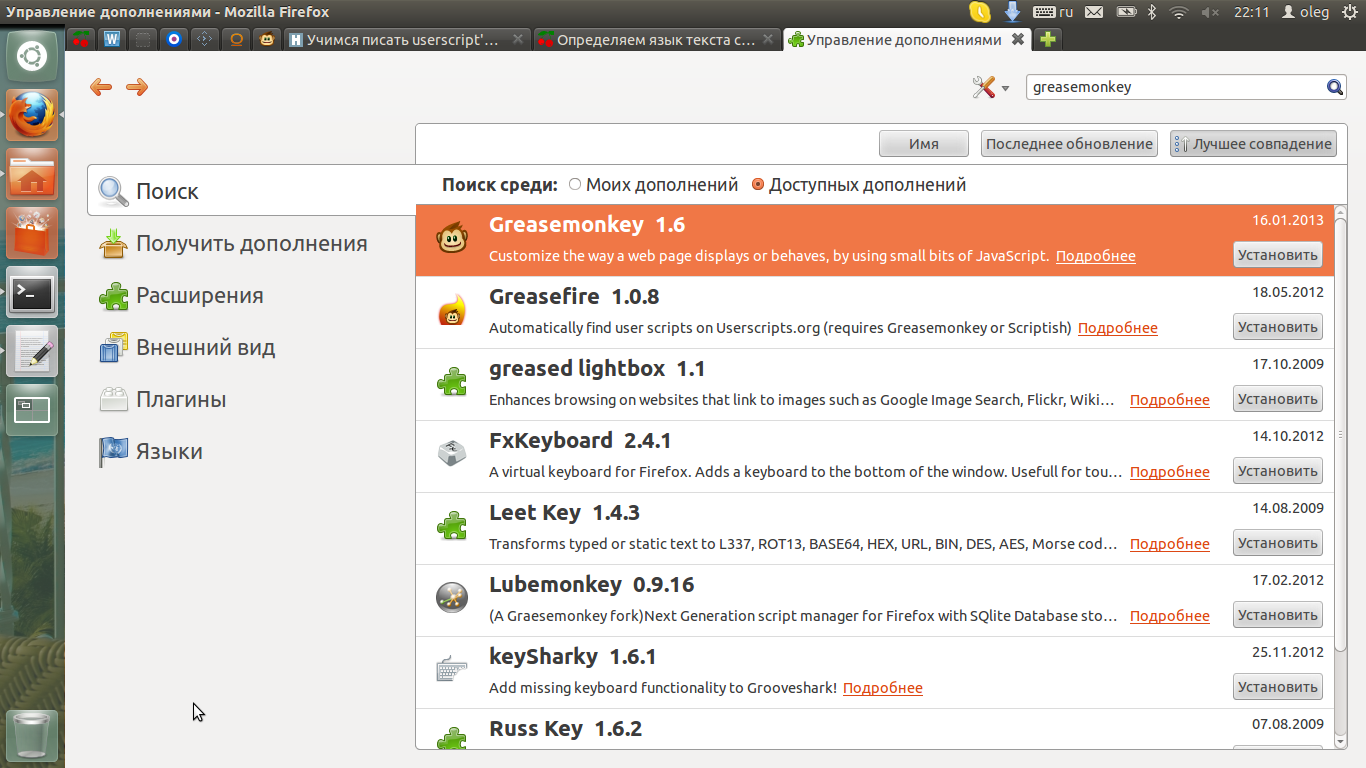 Управление дополнениями - Mozilla Firefox
ru
22:11
oleg
W
H
Учимся писать userscript'...
Определяем язык текста с...
Управление дополнениями
greasemonkey
Имя
Последнее обновление
Лучшее совпадение
Поиск
Получить дополнения
Расширения
Внешний вид
Плагины
Языки
Поиск среди: Моих дополнений Доступных дополнений
Greasemonkey 1.6 16.01.2013
Customize the way a web page displays or behaves, by using small bits of JavaScript. Подробнее Установить
Greasefire 1.0.8 18.05.2012
Automatically find user scripts on Userscripts.org (requires Greasemonkey or Scriptish) Подробнее Установить
greased lightbox 1.1 17.10.2009
Enhances browsing on websites that link to images such as Google Image Search, Flickr, Wiki... Подробнее Установить
FxKeyboard 2.4.1 14.10.2012
A virtual keyboard for Firefox. Adds a keyboard to the bottom of the window. Usefull for tou... Подробнее Установить
Leet Key 1.4.3 14.08.2009
Transforms typed or static text to L337, ROT13, BASE64, HEX, URL, BIN, DES, AES, Morse cod... Подробнее Установить
Lubemonkey 0.9.16 17.02.2012
(A Graesemonkey fork)Next Generation script manager for Firefox with SQlite Database sto... Подробнее Установить
keySharky 1.6.1 25.11.2012
Add missing keyboard functionality to Grooveshark! Подробнее Установить
Russ Key 1.6.2 07.08.2009